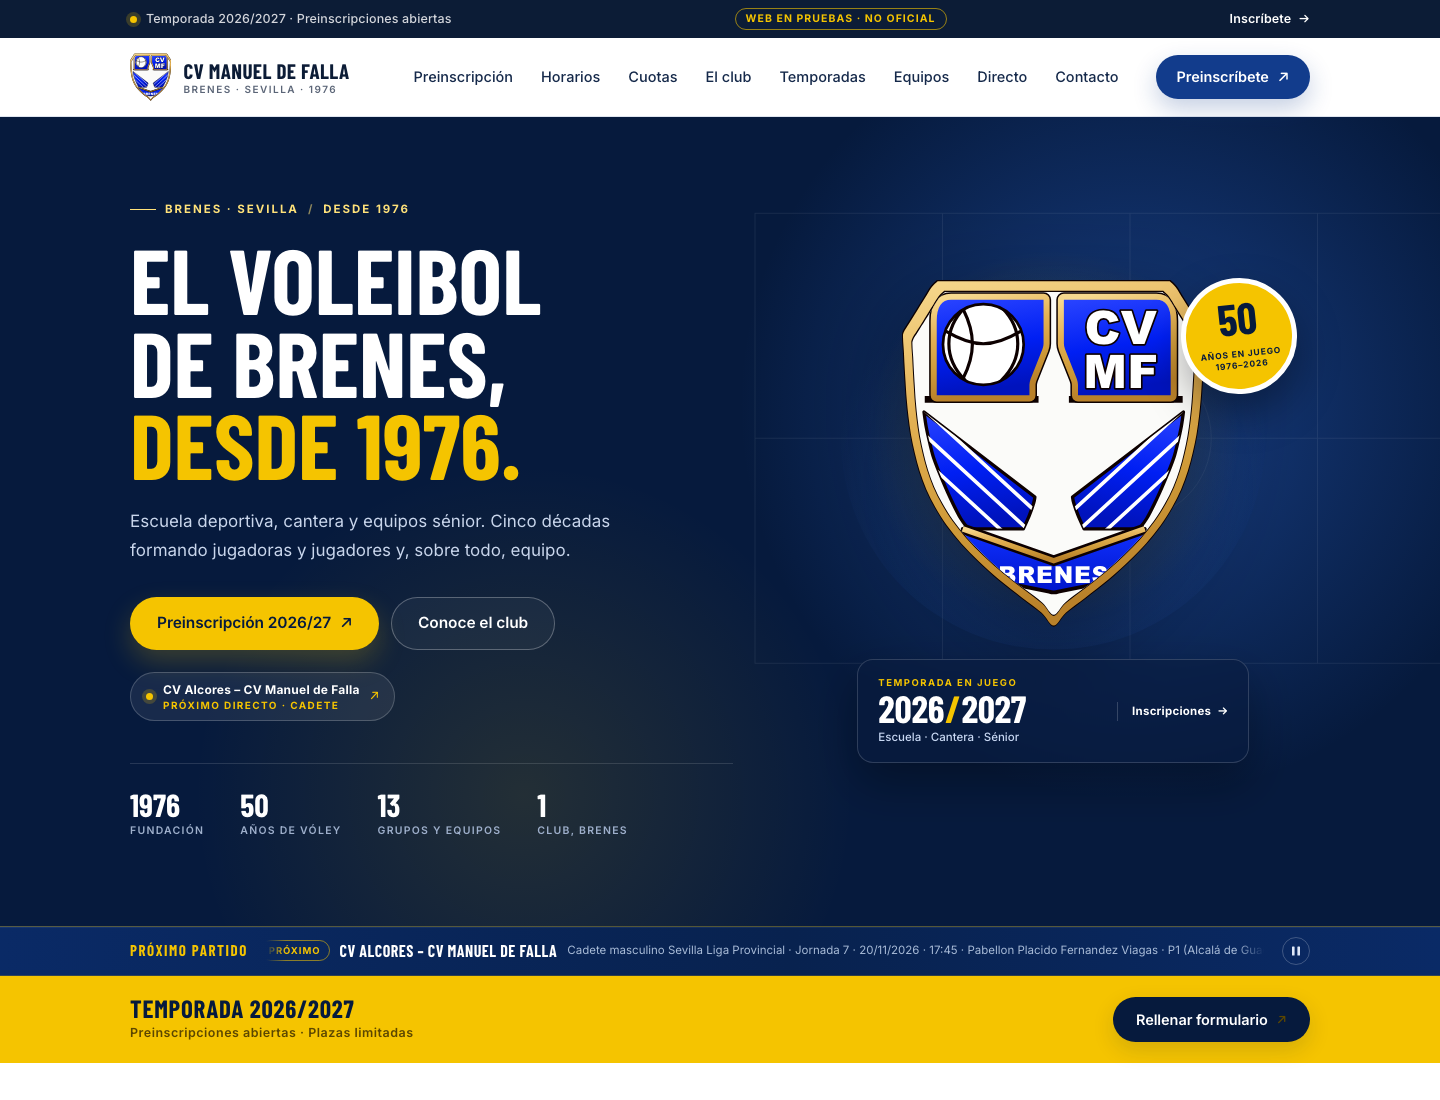 Temporada 2026/2027 · Preinscripciones abiertas
WEB EN PRUEBAS · NO OFICIAL
Inscríbete →
CV MANUEL DE FALLA
BRENES · SEVILLA · 1976
Preinscripción
Horarios
Cuotas
El club
Temporadas
Equipos
Directo
Contacto
Preinscríbete ↗
BRENES · SEVILLA / DESDE 1976
EL VOLEIBOL
DE BRENES,
DESDE 1976.
Escuela deportiva, cantera y equipos sénior. Cinco décadas
formando jugadoras y jugadores y, sobre todo, equipo.
Preinscripción 2026/27 ↗
Conoce el club
CV Alcores – CV Manuel de Falla ↗
PRÓXIMO DIRECTO · CADETE
1976
FUNDACIÓN
50
AÑOS DE VÓLEY
13
GRUPOS Y EQUIPOS
1
CLUB, BRENES
CV
MF
BRENES
50
AÑOS EN JUEGO
1976–2026
TEMPORADA EN JUEGO
2026/2027
Escuela · Cantera · Sénior
Inscripciones →
PRÓXIMO PARTIDO
PRÓXIMO
CV ALCORES – CV MANUEL DE FALLA
Cadete masculino Sevilla Liga Provincial · Jornada 7 · 20/11/2026 · 17:45 · Pabellon Placido Fernandez Viagas · P1 (Alcalá de
TEMPORADA 2026/2027
Preinscripciones abiertas · Plazas limitadas
Rellenar formulario ↗